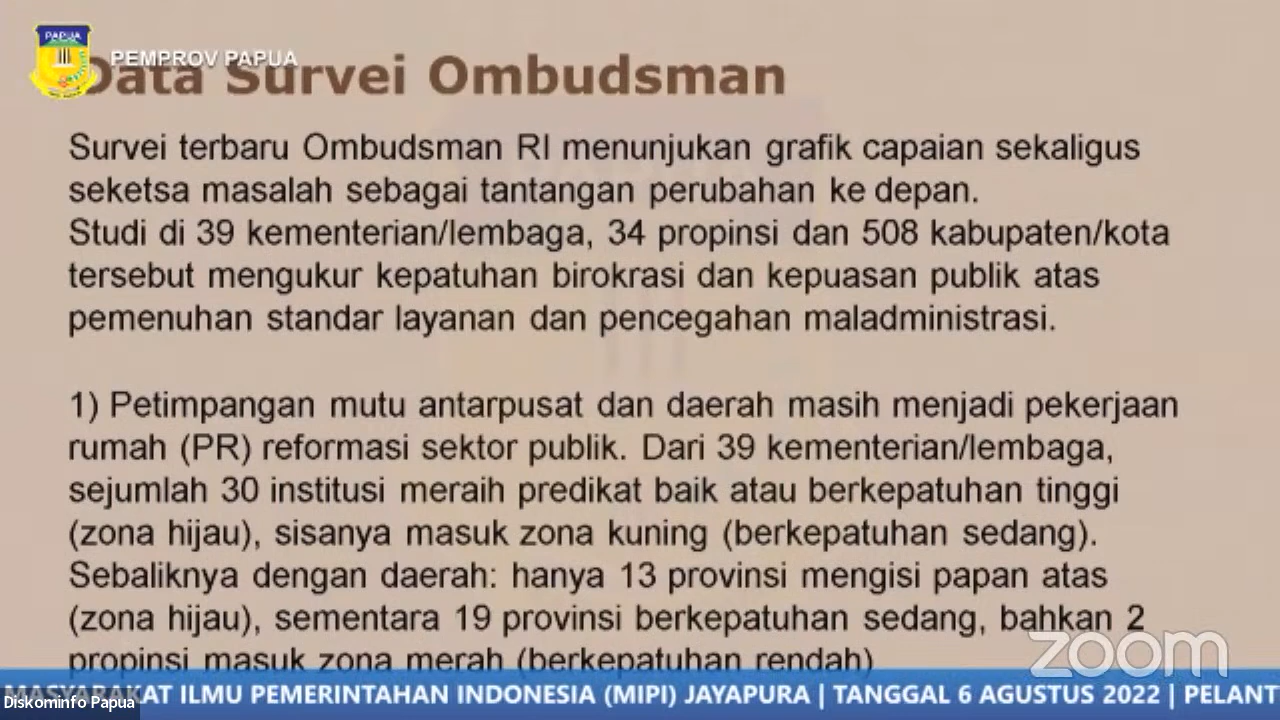 PAPUA
PEMPROV PAPUA
Data Survei Ombudsman
Survei terbaru Ombudsman RI menunjukan grafik capaian sekaligus
seketsa masalah sebagai tantangan perubahan ke depan.
Studi di 39 kementerian/lembaga, 34 propinsi dan 508 kabupaten/kota
tersebut mengukur kepatuhan birokrasi dan kepuasan publik atas
pemenuhan standar layanan dan pencegahan maladministrasi.
1) Petimpangan mutu antarpusat dan daerah masih menjadi pekerjaan
rumah (PR) reformasi sektor publik. Dari 39 kementerian/lembaga,
sejumlah 30 institusi meraih predikat baik atau berkepatuhan tinggi
(zona hijau), sisanya masuk zona kuning (berkepatuhan sedang).
Sebaliknya dengan daerah: hanya 13 provinsi mengisi papan atas
(zona hijau), sementara 19 provinsi berkepatuhan sedang, bahkan 2
propinsi masuk zona merah (berkepatuhan rendah)
zoom
MASYARAKAT ILMU PEMERINTAHAN INDONESIA (MIPI) JAYAPURA | TANGGAL 6 AGUSTUS 2022 | PELANT
Diskominfo Papua